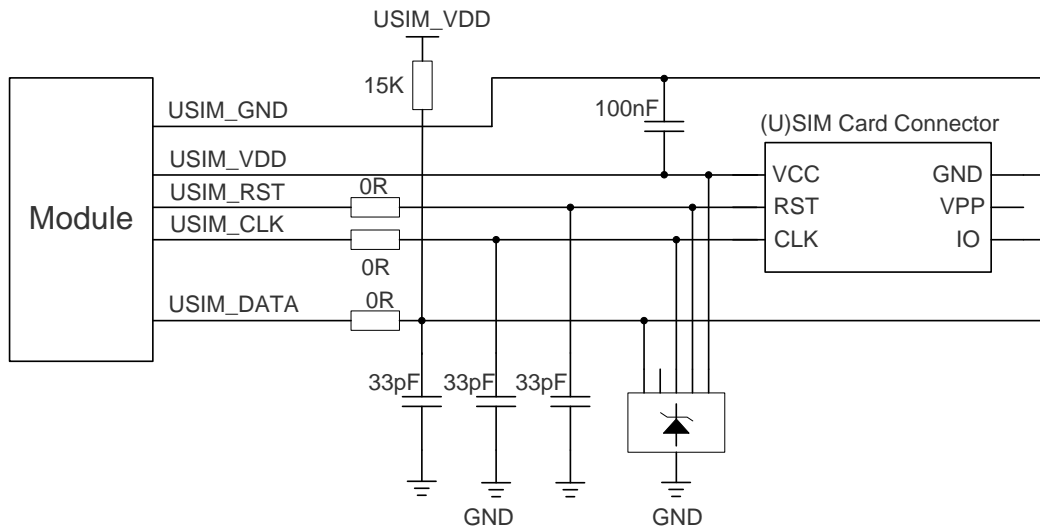 USIM_VDD
15K
USIM_GND
100nF
(U)SIM Card Connector
USIM_VDD
VCC
GND
USIM_RST
0R
RST
VPP
Module
USIM_CLK
0R
CLK
IO
USIM_DATA
0R
33pF
33pF
33pF
GND
GND